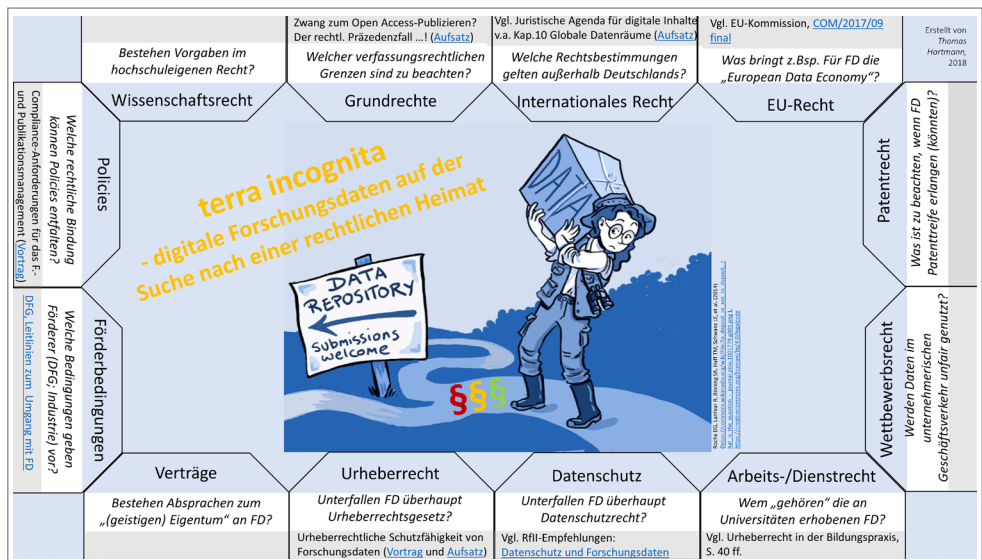 Zwang zum Open Access-Publizieren?
Der rechtl. Präzedenzfall …! (Aufsatz)
Vgl. Juristische Agenda für digitale Inhalte
v.a. Kap.10 Globale Datenräume (Aufsatz)
Vgl. EU-Kommission, COM/2017/09
final
Erstellt von
Thomas
Hartmann,
2018
Bestehen Vorgaben im
hochschuleigenen Recht?
Welcher verfassungsrechtlichen
Grenzen sind zu beachten?
Welche Rechtsbestimmungen
gelten außerhalb Deutschlands?
Was bringt z.Bsp. Für FD die
„European Data Economy“?
Wissenschaftsrecht
Grundrechte
Internationales Recht
EU-Recht
Compliance-Anforderungen für das F.-
und Publikationsmanagement (Vortrag)
Welche rechtliche Bindung
können Policies entfalten?
Policies
DFG, Leitlinien zum Umgang mit FD
Welche Bedingungen geben
Förderer (DFG; Industrie) vor?
Förderbedingungen
terra incognita
- digitale Forschungsdaten auf der
Suche nach einer rechtlichen Heimat
DATA
DATA
REPOSITORY
submissions
welcome
§§§
Patentrecht
Was ist zu beachten, wenn FD
Patentreife erlangen (könnten)?
Wettbewerbsrecht
Werden Daten im
unternehmerischen
Geschäftsverkehr unfair genutzt?
Verträge
Urheberrecht
Datenschutz
Arbeits-/Dienstrecht
Bestehen Absprachen zum
„(geistigen) Eigentum“ an FD?
Unterfallen FD überhaupt
Urheberrechtsgesetz?
Unterfallen FD überhaupt
Datenschutzrecht?
Wem „gehören“ die an
Universitäten erhobenen FD?
Urheberrechtliche Schutzfähigkeit von
Forschungsdaten (Vortrag und Aufsatz)
Vgl. RfII-Empfehlungen:
Datenschutz und Forschungsdaten
Vgl. Urheberrecht in der Bildungspraxis,
S. 40 ff.